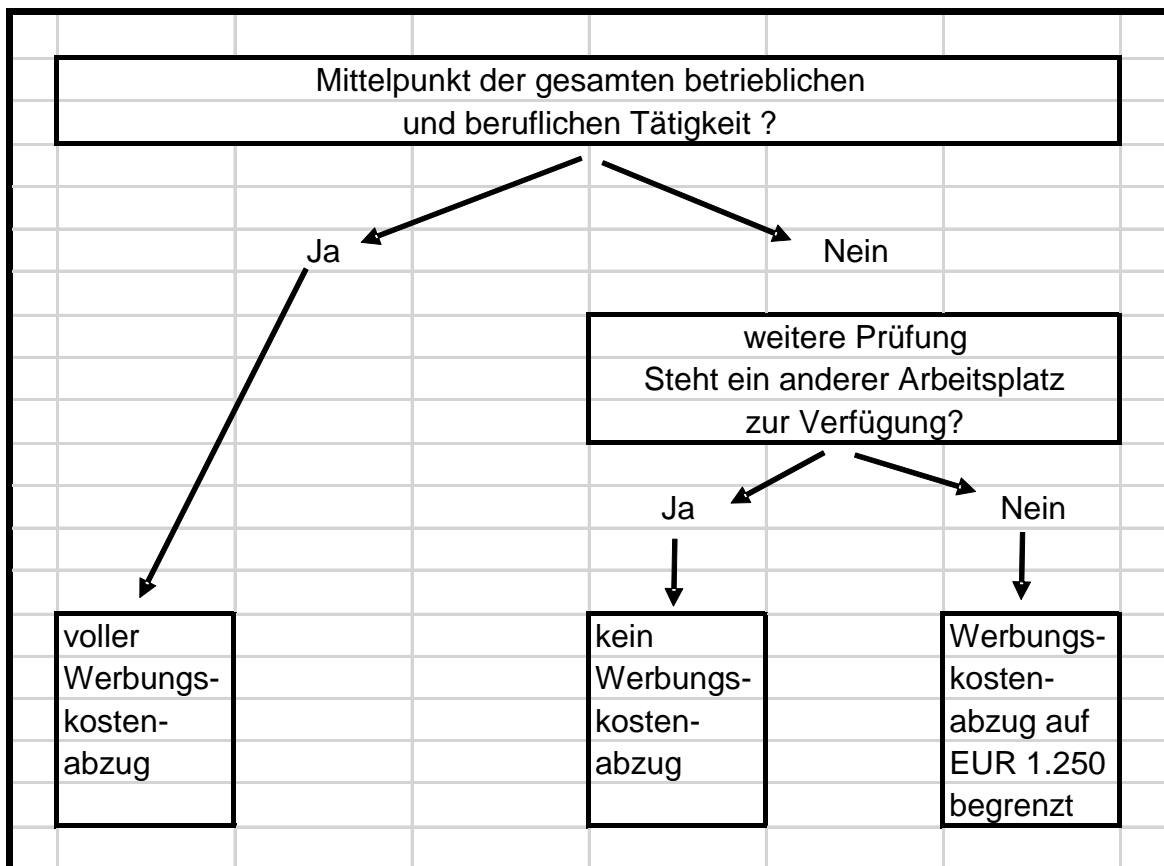 Mittelpunkt der gesamten betrieblichen
und beruflichen Tätigkeit ?
Ja
Nein
weitere Prüfung
Steht ein anderer Arbeitsplatz
zur Verfügung?
Ja
Nein
voller
Werbungs-
kosten-
abzug
kein
Werbungs-
kosten-
abzug
Werbungs-
kosten-
abzug auf
EUR 1.250
begrenzt